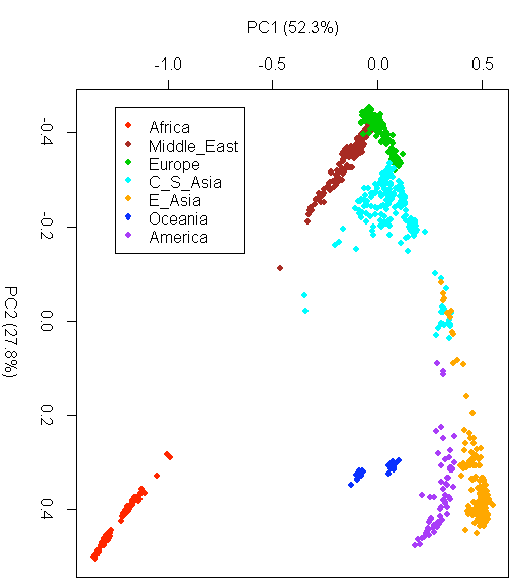 PC1 (52.3%)
-1.0 -0.5 0.0 0.5
-0.4
-0.2
0.0
0.2
0.4
PC2 (27.8%)
Africa
Middle_East
Europe
C_S_Asia
E_Asia
Oceania
America